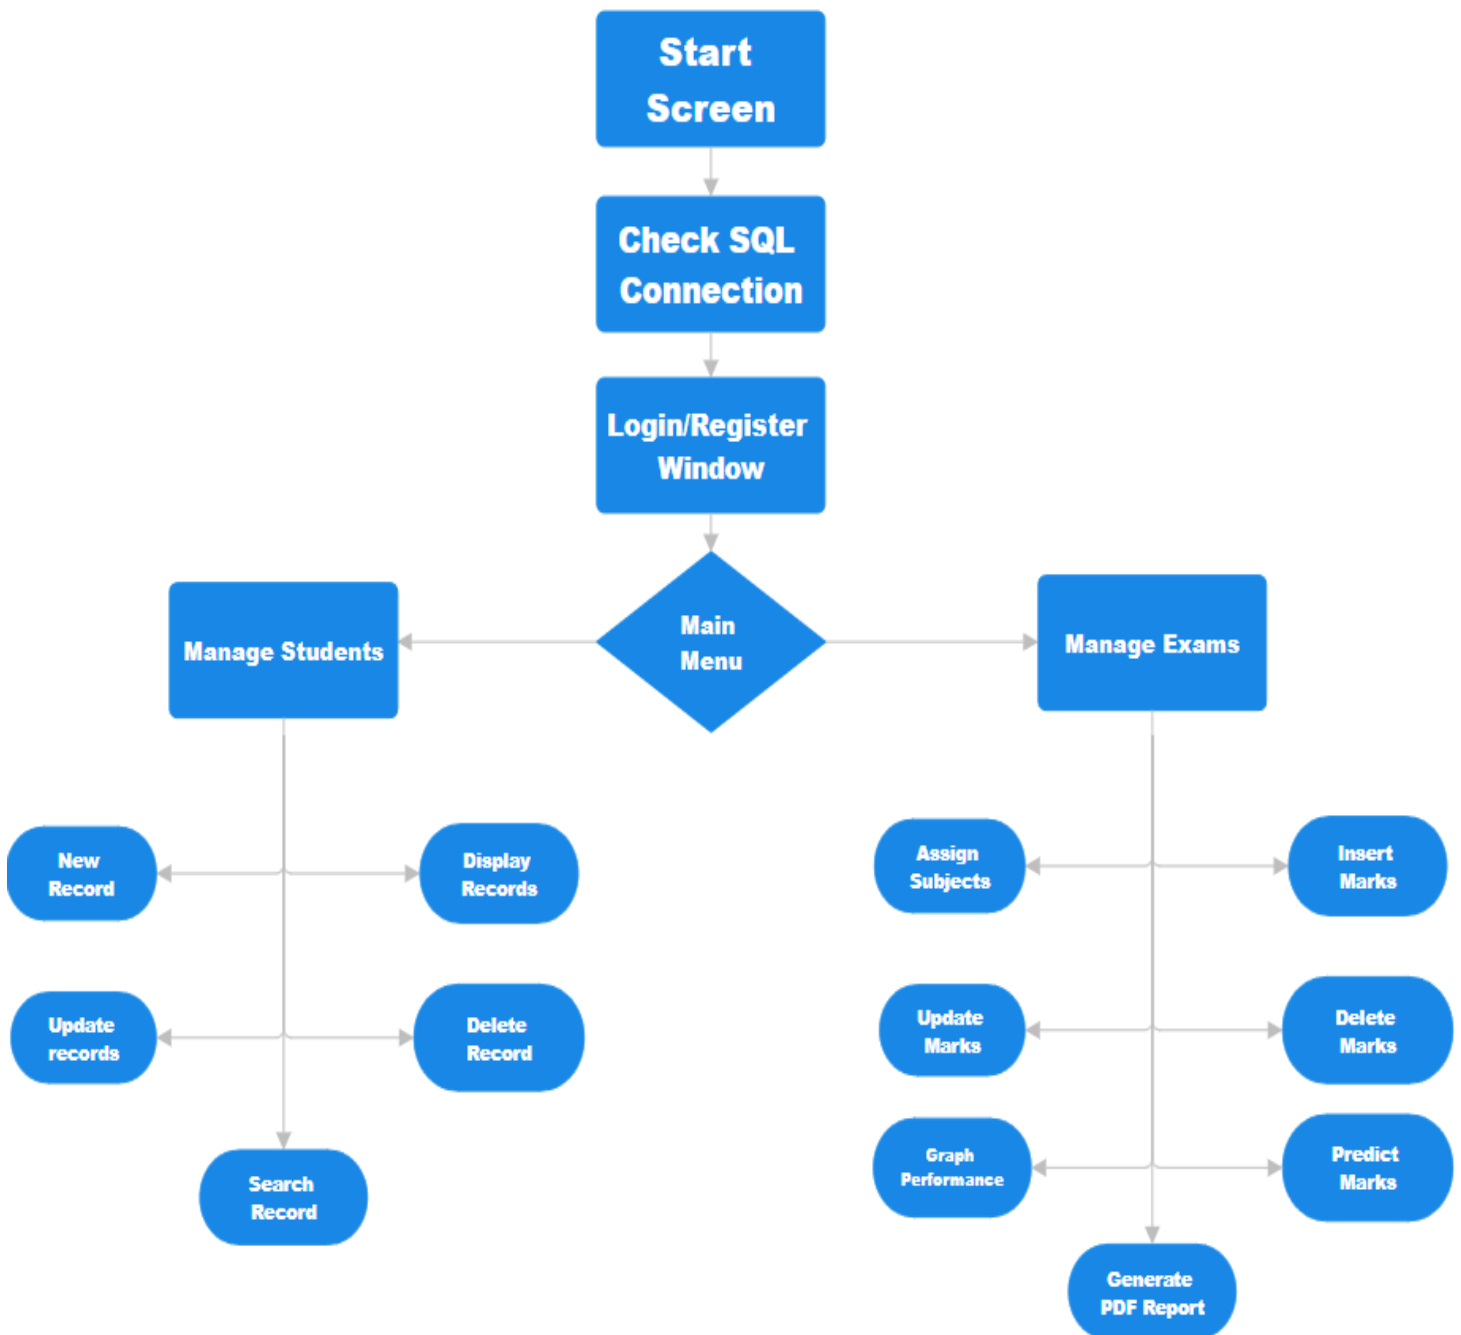 Start
Screen
Check SQL
Connection
Login/Register
Window
Main
Menu
Manage Students
Manage Exams
New
Record
Display
Records
Update
records
Delete
Record
Search
Record
Assign
Subjects
Insert
Marks
Update
Marks
Delete
Marks
Graph
Performance
Predict
Marks
Generate
PDF Report